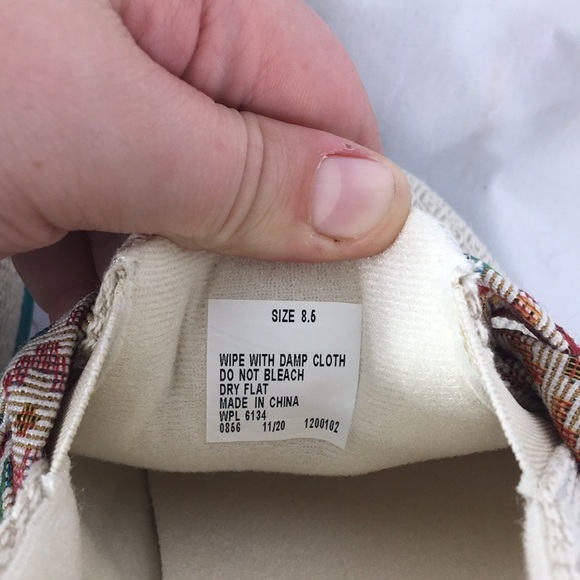 SIZE 8.5
WIPE WITH DAMP CLOTH
DO NOT BLEACH
DRY FLAT
MADE IN CHINA
WPL 6134
0856 11/20 1200102